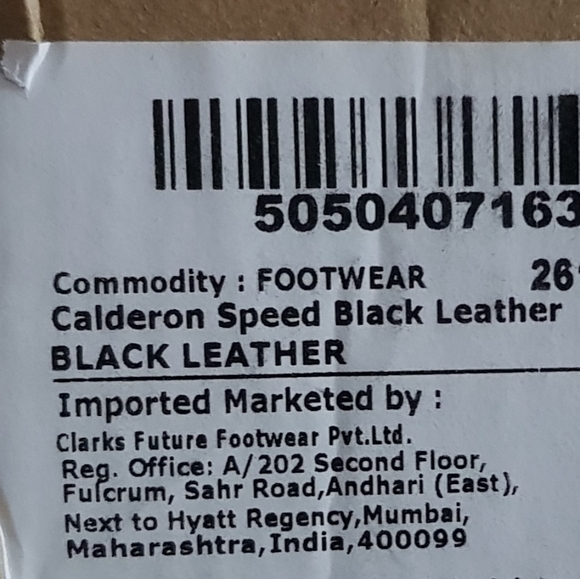 5050407163
Commodity : FOOTWEAR 26
Calderon Speed Black Leather
BLACK LEATHER
Imported Marketed by :
Clarks Future Footwear Pvt.Ltd.
Reg. Office: A/202 Second Floor,
Fulcrum, Sahr Road,Andhari (East),
Next to Hyatt Regency,Mumbai,
Maharashtra,India,400099